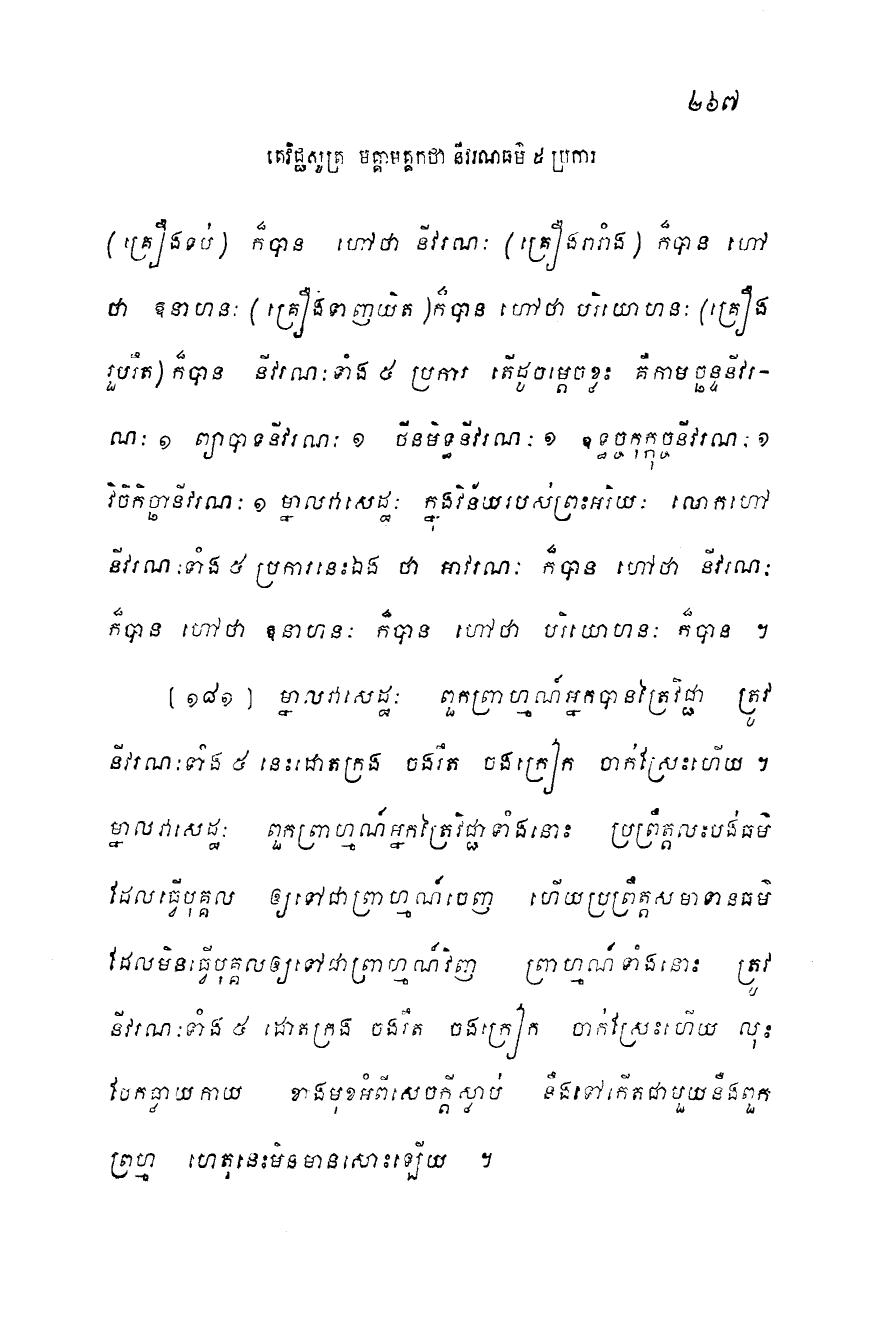 ២៦៧
តេវិជ្ជសូត្រ មគ្គាមគ្គកថា នីវរណធម៌ ៥ ប្រការ
(គ្រឿងទប់) ក៏បាន ហៅថា នីវរណៈ (គ្រឿងរារាំង) ក៏បាន ហៅ
ថា ឱនាហនៈ (គ្រឿងទាញយិត)ក៏បាន ហៅថា បរិយោហនៈ (គ្រឿង
រួបរឹត) ក៏បាន នីវរណៈទាំង ៥ ប្រការ តើដូចម្តេចខ្លះ គឺកាមច្ឆន្ទនីវរ-
ណៈ ១ ព្យាបាទនីវរណៈ ១ ថីនមិទ្ធនីវរណៈ ១ ឧទ្ធច្ចកុក្កុច្ចនីវរណៈ ១
វិចិកិច្ឆានីវរណៈ ១ ម្នាលវាសេដ្ឋៈ ក្នុងវិន័យរបស់ព្រះអរិយៈ លោកហៅ
នីវរណៈទាំង ៥ ប្រការនេះឯង ថា អាវរណៈ ក៏បាន ហៅថា នីវរណៈ
ក៏បាន ហៅថា ឱនាហនៈ ក៏បាន ហៅថា បរិយោហនៈ ក៏បាន ។
[១៨១] ម្នាលវាសេដ្ឋៈ ពួកព្រាហ្មណ៍អ្នកបានត្រៃវិជ្ជា ត្រូវ
នីវរណៈទាំង ៥ នេះដោតក្រង ចងរឹត ចងក្រៀក ចាក់ស្រែះហើយ ។
ម្នាលវាសេដ្ឋៈ ពួកព្រាហ្មណ៍អ្នកត្រៃវិជ្ជាទាំងនោះ ប្រព្រឹត្តលះបង់ធម៌
ដែលធ្វើបុគ្គល ឲ្យទៅជាព្រាហ្មណ៍ចេញ ហើយប្រព្រឹត្តសមាទានធម៌
ដែលមិនធ្វើបុគ្គលឲ្យទៅជាព្រាហ្មណ៍វិញ ព្រាហ្មណ៍ទាំងនោះ ត្រូវ
នីវរណៈទាំង ៥ ដោតក្រង ចងរឹត ចងក្រៀក ចាក់ស្រែះហើយ លុះ
បែកធ្លាយកាយ ខាងមុខអំពីសេចក្តីស្លាប់ នឹងទៅកើតជាមួយនឹងពួក
ព្រហ្ម ហេតុនេះមិនមានសោះឡើយ ។